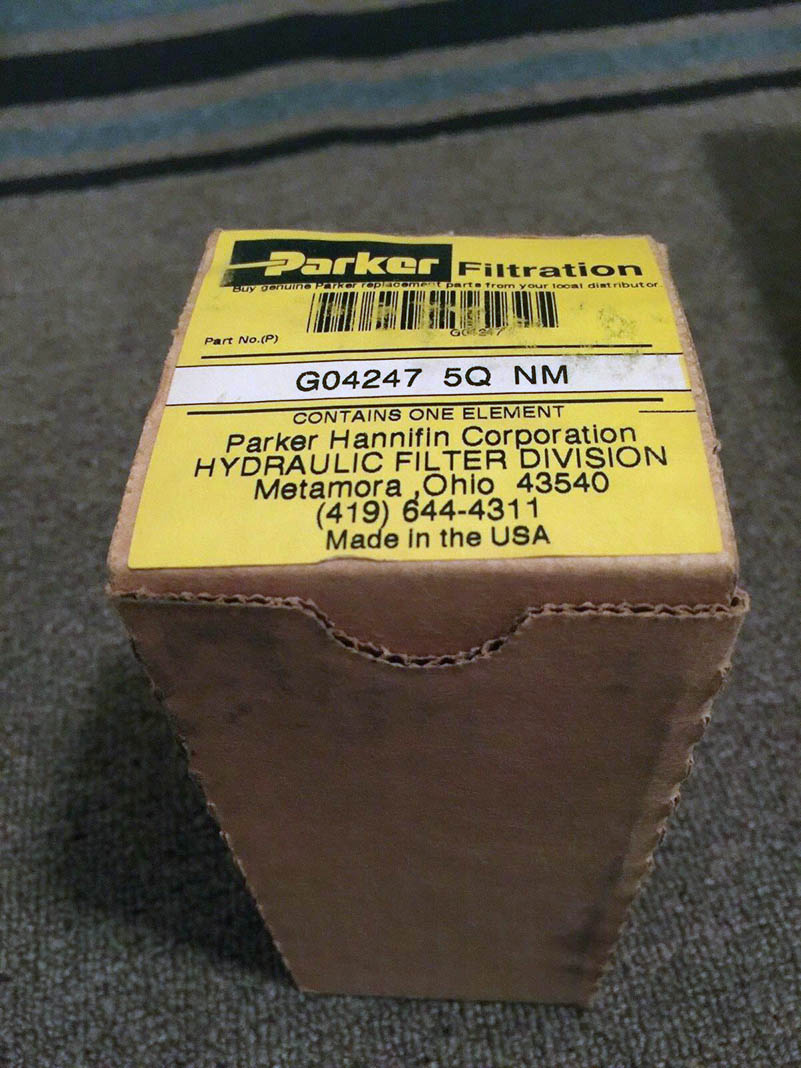 Parker Filtration
Buy genuine Parker replacement parts from your local distributor.
G04247
Part No.(P)
G04247 5Q NM
CONTAINS ONE ELEMENT
Parker Hannifin Corporation
HYDRAULIC FILTER DIVISION
Metamora ,Ohio 43540
(419) 644-4311
Made in the USA